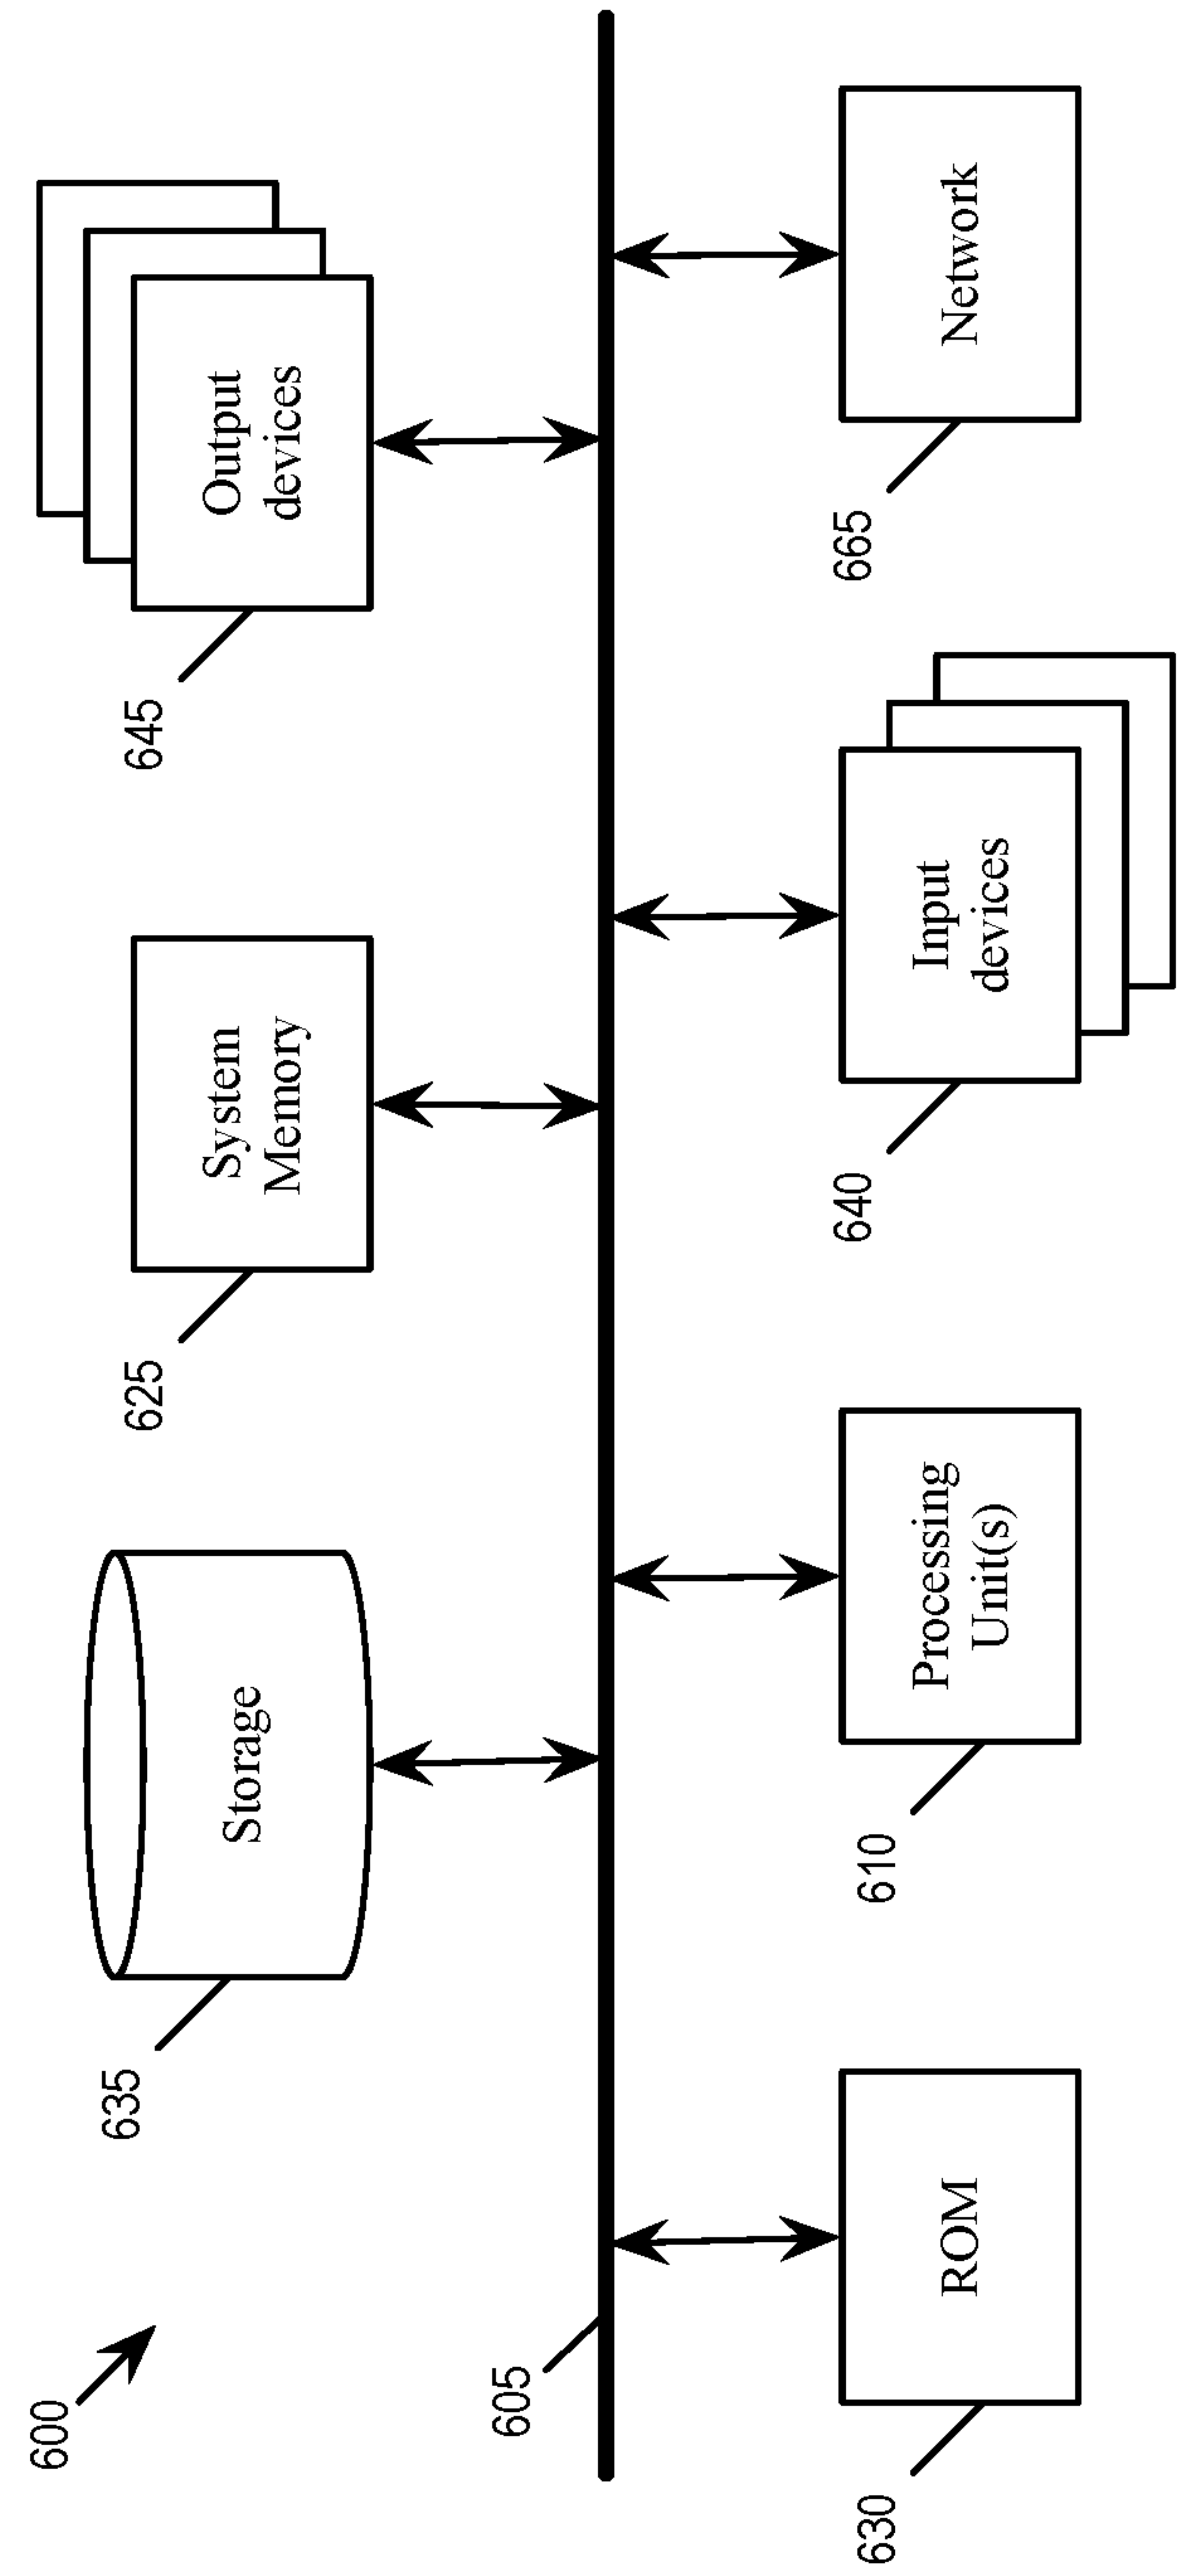 600
635
Storage
625
System
Memory
645
Output
devices
605
630
ROM
610
Processing
Unit(s)
640
Input
devices
665
Network